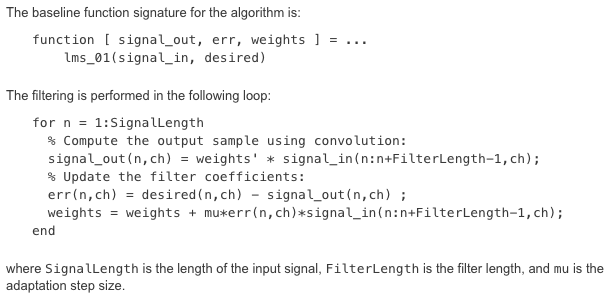 The baseline function signature for the algorithm is:
function [ signal_out, err, weights ] = ...
lms_01(signal_in, desired)
The filtering is performed in the following loop:
for n = 1:SignalLength
% Compute the output sample using convolution:
signal_out(n,ch) = weights' * signal_in(n:n+FilterLength-1,ch);
% Update the filter coefficients:
err(n,ch) = desired(n,ch) - signal_out(n,ch) ;
weights = weights + mu*err(n,ch)*signal_in(n:n+FilterLength-1,ch);
end
where SignalLength is the length of the input signal, FilterLength is the filter length, and mu is the
adaptation step size.